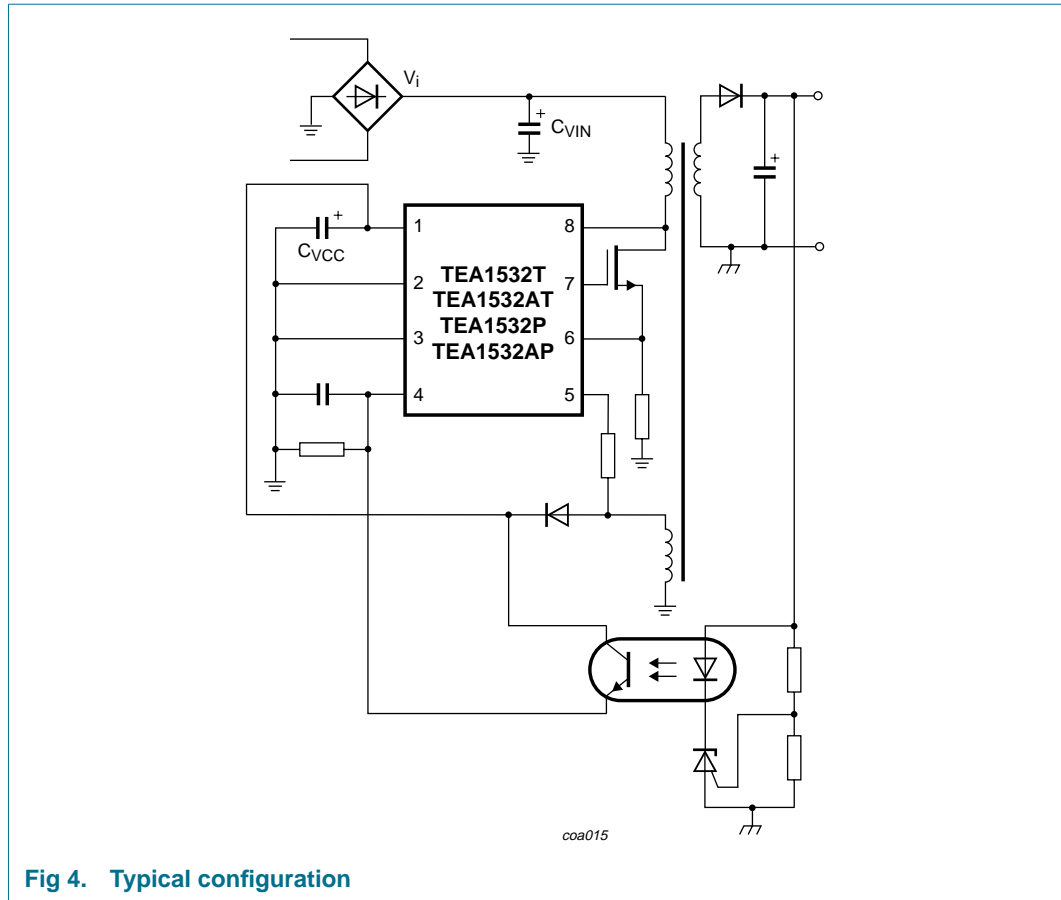 Vi
CVIN
CVCC
1
2
3
4
8
7
6
5
TEA1532T
TEA1532AT
TEA1532P
TEA1532AP
coa015
Fig 4. Typical configuration